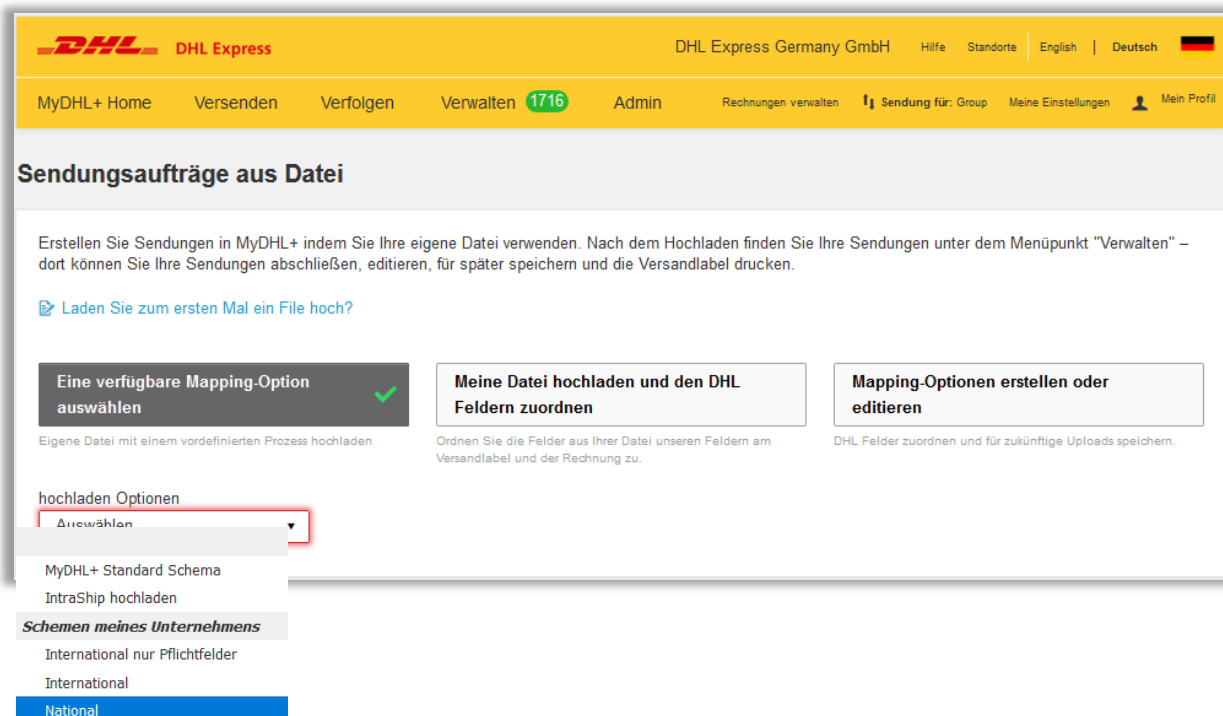 DHL DHL Express DHL Express Germany GmbH Hilfe Standorte English | Deutsch
MyDHL+ Home Versenden Verfolgen Verwalten 1716 Admin Rechnungen verwalten Sendung für: Group Meine Einstellungen Mein Profil
Sendungsaufträge aus Datei
Erstellen Sie Sendungen in MyDHL+ indem Sie Ihre eigene Datei verwenden. Nach dem Hochladen finden Sie Ihre Sendungen unter dem Menüpunkt "Verwalten" –
dort können Sie Ihre Sendungen abschließen, editieren, für später speichern und die Versandlabel drucken.
Laden Sie zum ersten Mal ein File hoch?
Eine verfügbare Mapping-Option
auswählen
Eigene Datei mit einem vordefinierten Prozess hochladen
Meine Datei hochladen und den DHL
Feldern zuordnen
Ordnen Sie die Felder aus Ihrer Datei unseren Feldern am
Versandlabel und der Rechnung zu.
Mapping-Optionen erstellen oder
editieren
DHL Felder zuordnen und für zukünftige Uploads speichern.
hochladen Optionen
Auswählen
MyDHL+ Standard Schema
IntraShip hochladen
Schemen meines Unternehmens
International nur Pflichtfelder
International
National